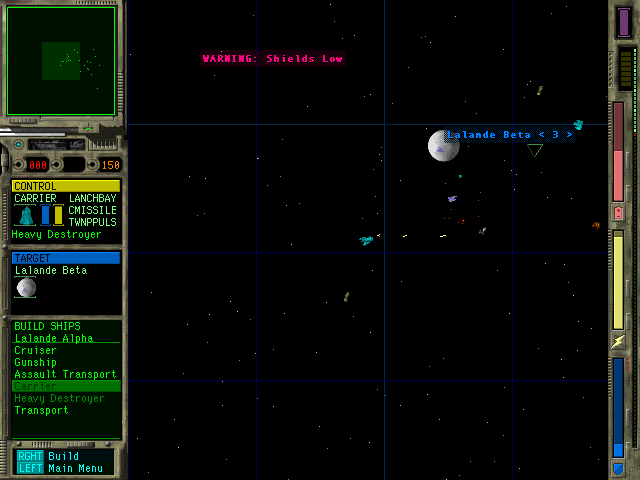 WARNING: Shields Low
Lalande Beta < 3 >
000 150
CONTROL
CARRIER LANCHBAY
CMISSILE
TWNPPULS
Heavy Destroyer
TARGET
Lalande Beta
BUILD SHIPS
Lalande Alpha
Cruiser
Gunship
Assault Transport
Carrier
Heavy Destroyer
Transport
RGHT Build
LEFT Main Menu